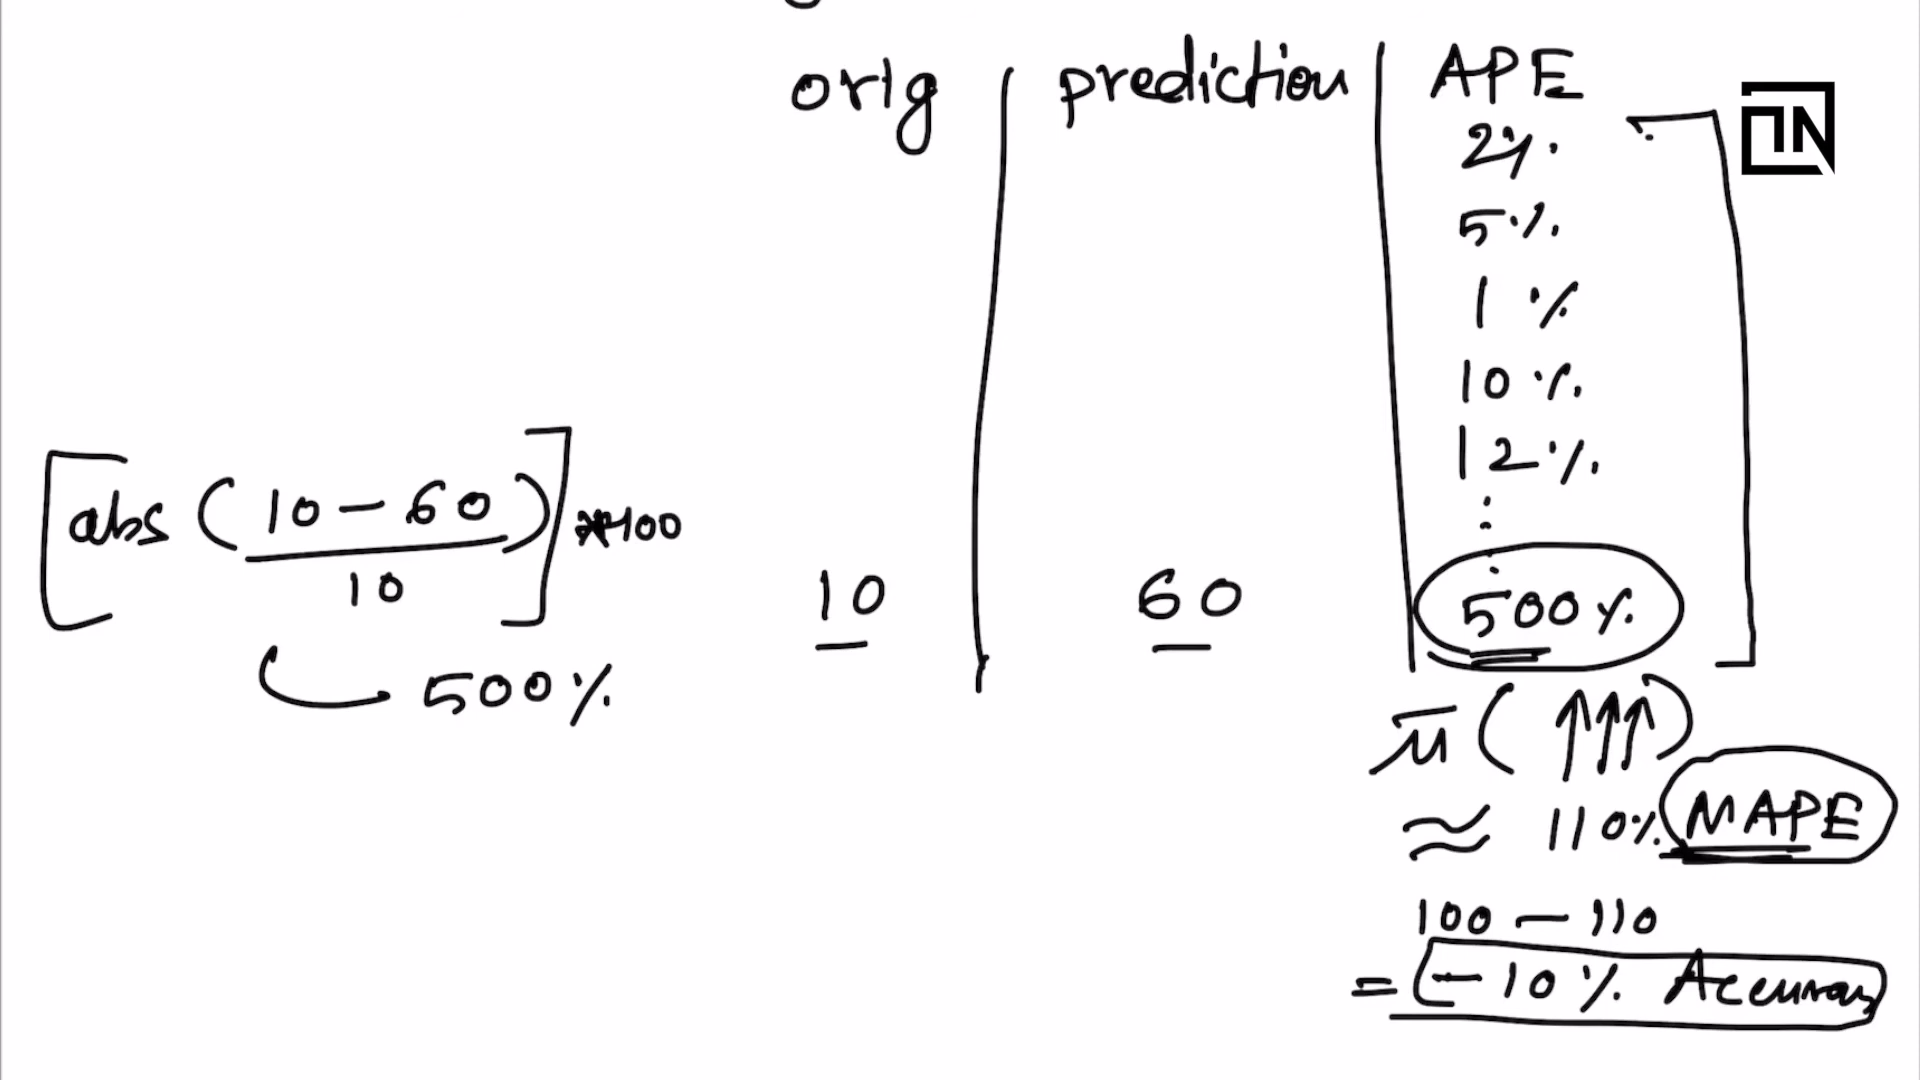 orig prediction APE
2%
5%
1%
10%
12%
[abs (10 - 60 / 10)] * 100
10 60 500%
500%
μ (↑↑↑)
≈ 110% MAPE
100 - 110
= -10% Accuracy